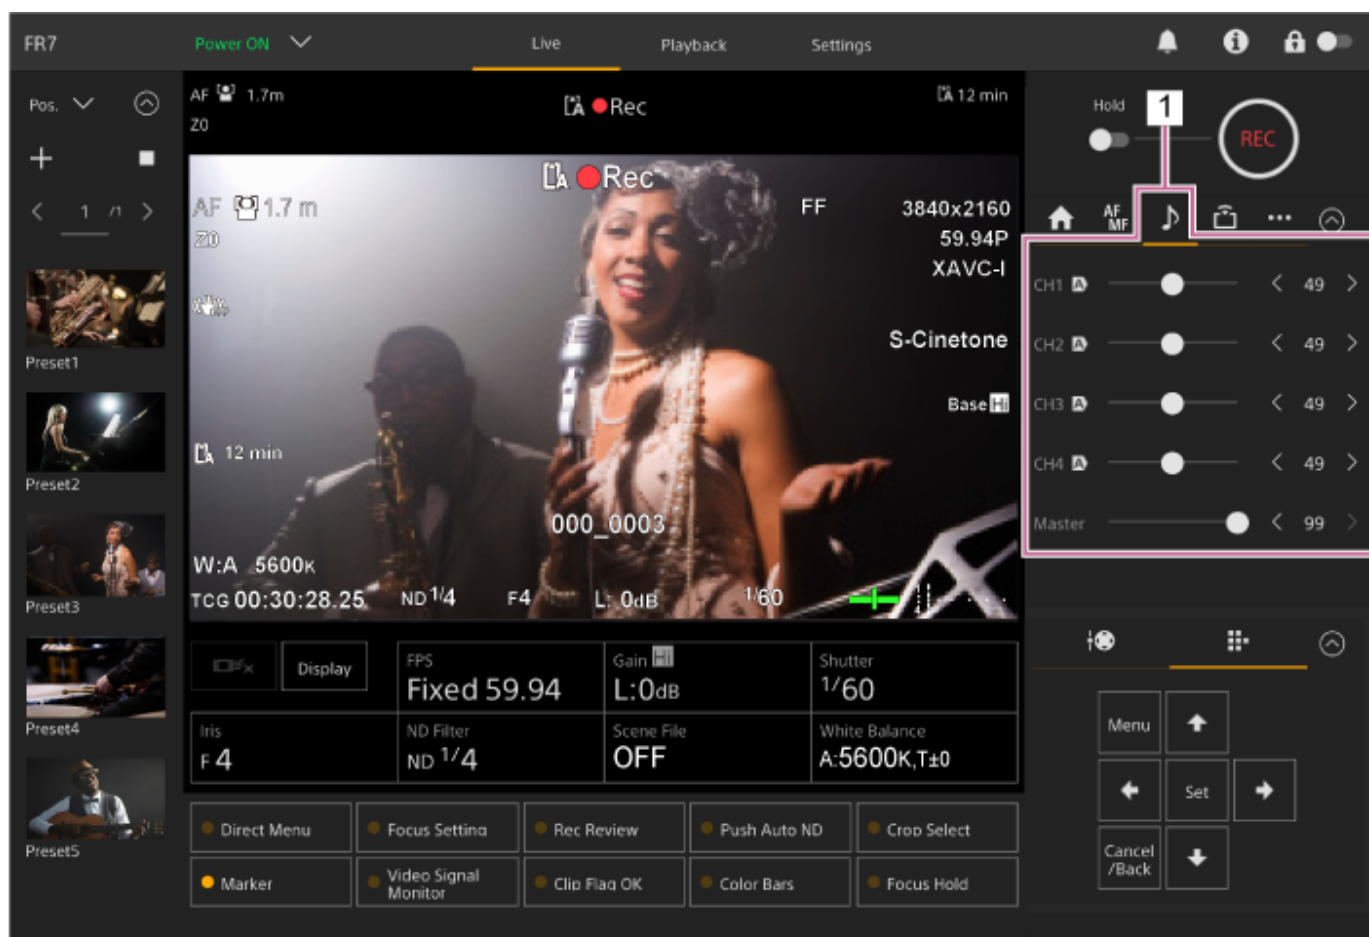 FR7
Power ON
Live
Playback
Settings
Pos.
1 /1
Preset1
Preset2
Preset3
Preset4
Preset5
AF 1.7m
Z0
A Rec
A 12 min
A Rec
AF 1.7 m
Z0
FF
3840x2160
59.94P
XAVC-I
S-Cinetone
Base Hi
A 12 min
000_0003
W:A 5600K
TCG 00:30:28.25 ND 1/4 F4 L: 0dB 1/60
Display
FPS
Fixed 59.94
Gain Hi
L:0dB
Shutter
1/60
Iris
F 4
ND Filter
ND 1/4
Scene File
OFF
White Balance
A:5600K,T±0
Direct Menu
Focus Setting
Rec Review
Push Auto ND
Crop Select
Marker
Video Signal
Monitor
Clip Flag OK
Color Bars
Focus Hold
Hold
1
REC
AF
MF
CH1 A 49
CH2 A 49
CH3 A 49
CH4 A 49
Master 99
Menu
Set
Cancel
/Back